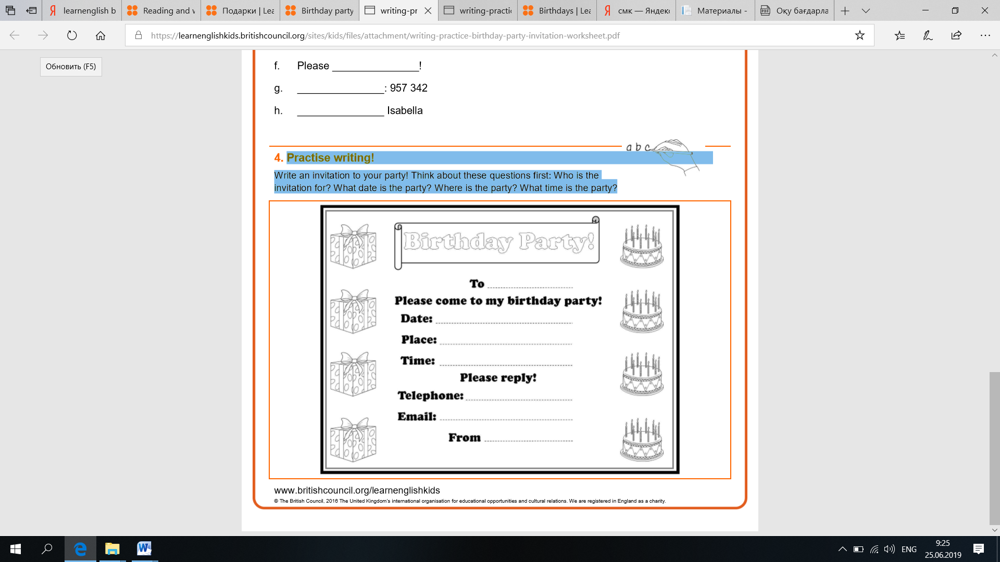 learnenglish b
Reading and w
Подарки | Lea
Birthday party
writing-pr
writing-practic
Birthdays | Lea
смк — Яндекс
Материалы -
Оқу бағдарла
https://learnenglishkids.britishcouncil.org/sites/kids/files/attachment/writing-practice-birthday-party-invitation-worksheet.pdf
Обновить (F5)
f. Please _______________!
g. _______________: 957 342
h. _______________ Isabella
a b c
4. Practise writing!
Write an invitation to your party! Think about these questions first: Who is the
invitation for? What date is the party? Where is the party? What time is the party?
Birthday Party!
To
Please come to my birthday party!
Date:
Place:
Time:
Please reply!
Telephone:
Email:
From
www.britishcouncil.org/learnenglishkids
© The British Council, 2016 The United Kingdom's international organisation for educational opportunities and cultural relations. We are registered in England as a charity.
ENG
9:25
25.06.2019